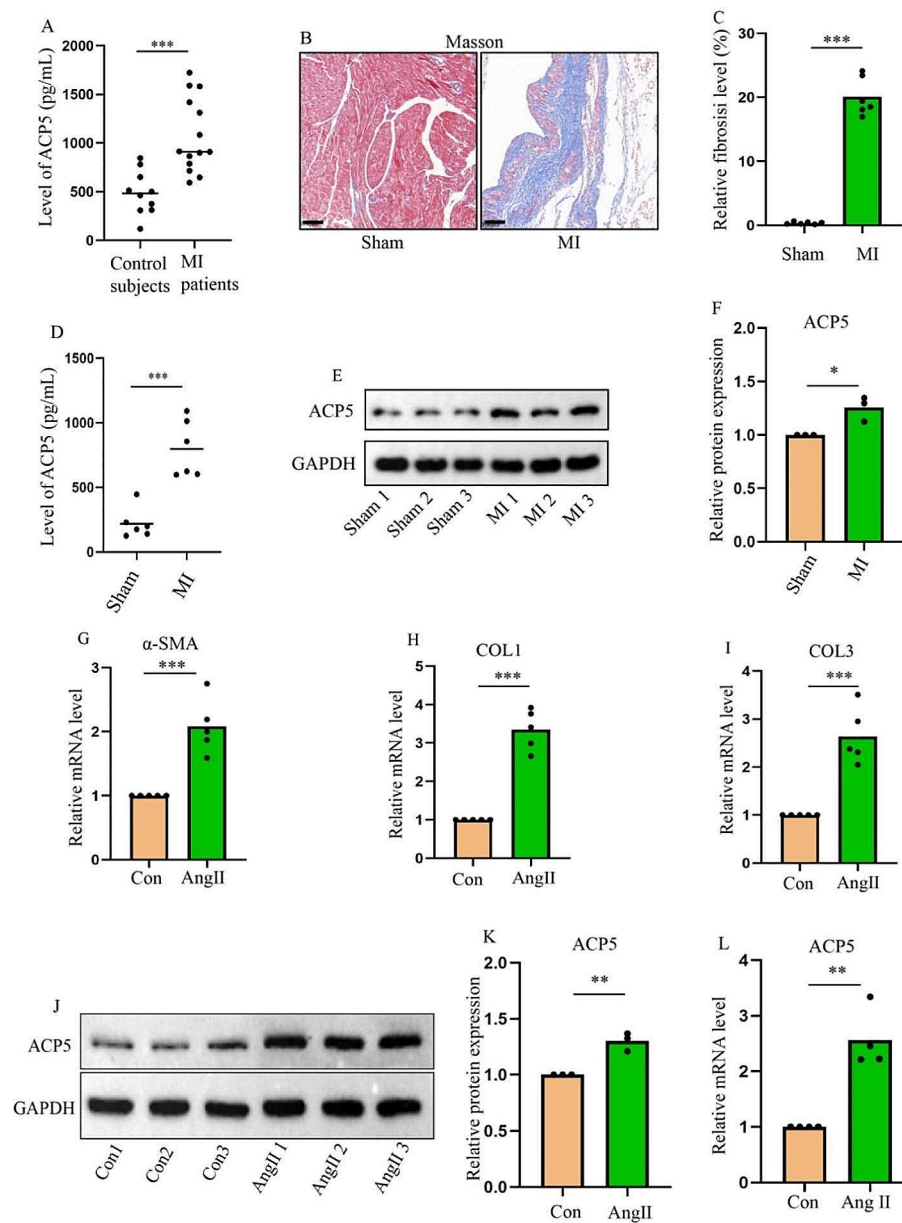 A
Level of ACP5 (pg/mL)
2000
1500
1000
500
0
***
Control
subjects
MI
patients
B
Masson
Sham
MI
C
Relative fibrosisi level (%)
30
20
10
0
***
Sham
MI
D
Level of ACP5 (pg/mL)
1500
1000
500
0
***
Sham
MI
E
ACP5
GAPDH
Sham 1
Sham 2
Sham 3
MI 1
MI 2
MI 3
F
ACP5
Relative protein expression
2.0
1.5
1.0
0.5
0.0
*
Sham
MI
G
α-SMA
Relative mRNA level
3
2
1
0
***
Con
AngII
H
COL1
Relative mRNA level
5
4
3
2
1
0
***
Con
AngII
I
COL3
Relative mRNA level
4
3
2
1
0
***
Con
AngII
J
ACP5
GAPDH
Con1
Con2
Con3
AngII 1
AngII 2
AngII 3
K
ACP5
Relative protein expression
2.0
1.5
1.0
0.5
0.0
**
Con
AngII
L
ACP5
Relative mRNA level
4
3
2
1
0
**
Con
Ang II